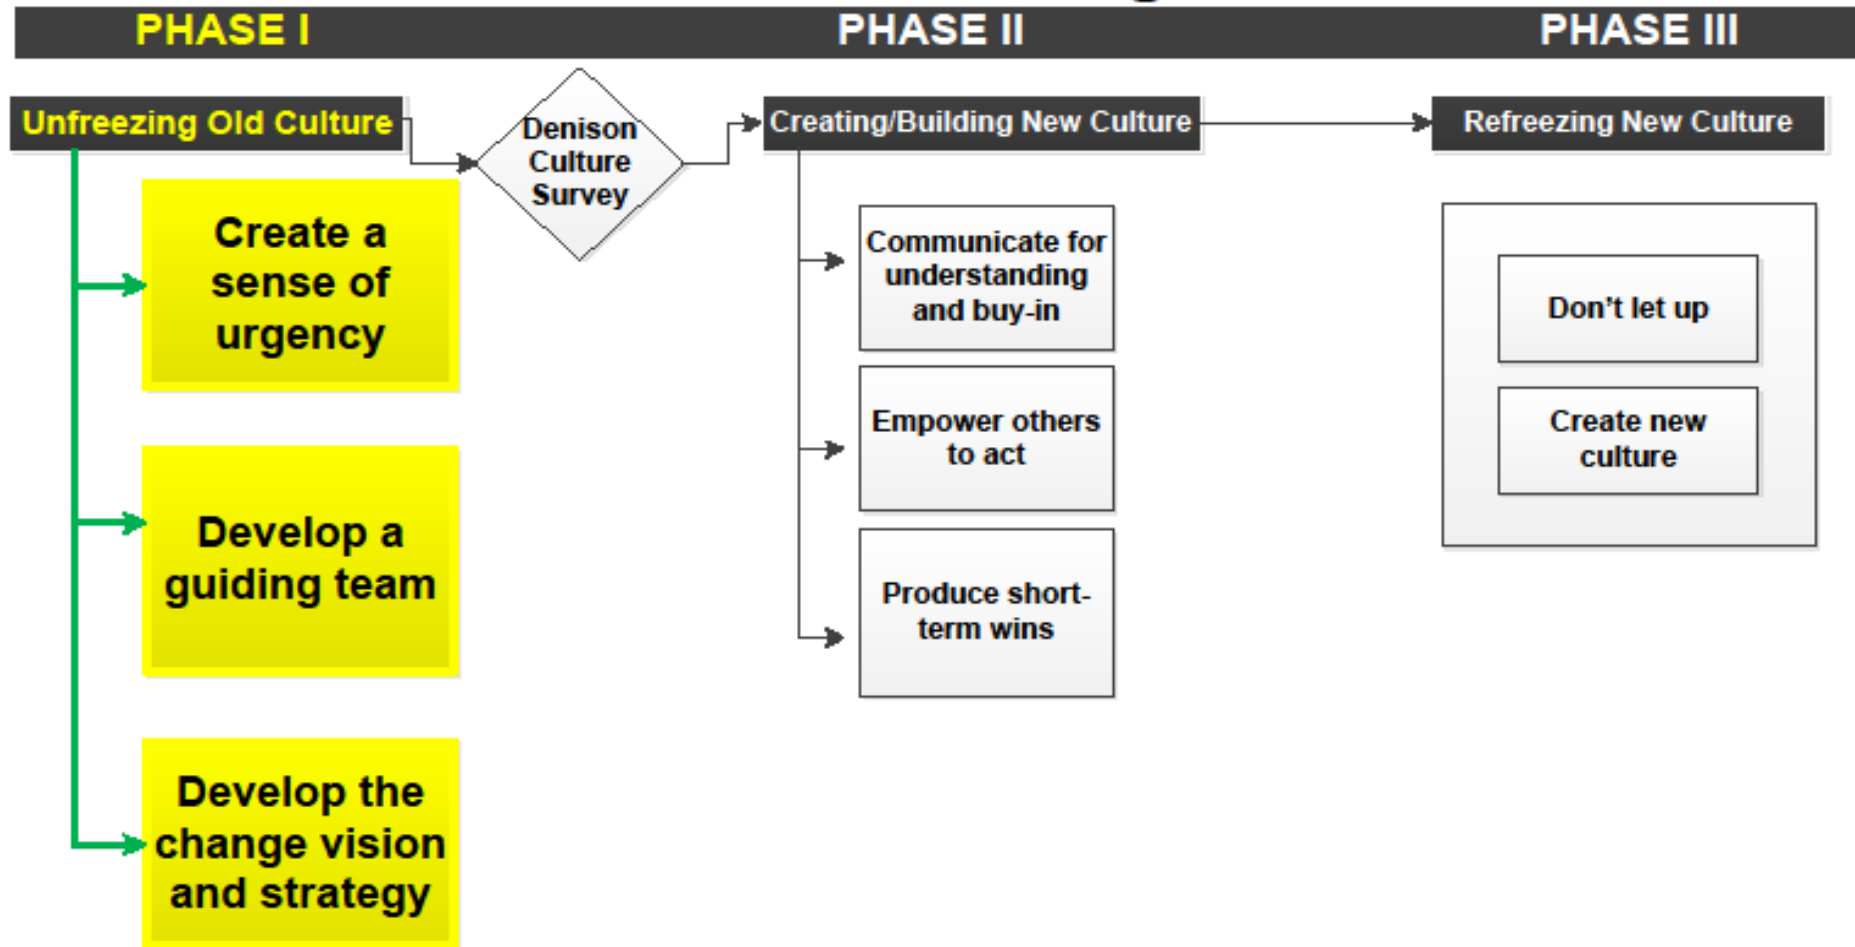 PHASE I
PHASE II
PHASE III
Unfreezing Old Culture
Denison
Culture
Survey
Creating/Building New Culture
Refreezing New Culture
Create a
sense of
urgency
Develop a
guiding team
Develop the
change vision
and strategy
Communicate for
understanding
and buy-in
Empower others
to act
Produce short-
term wins
Don't let up
Create new
culture